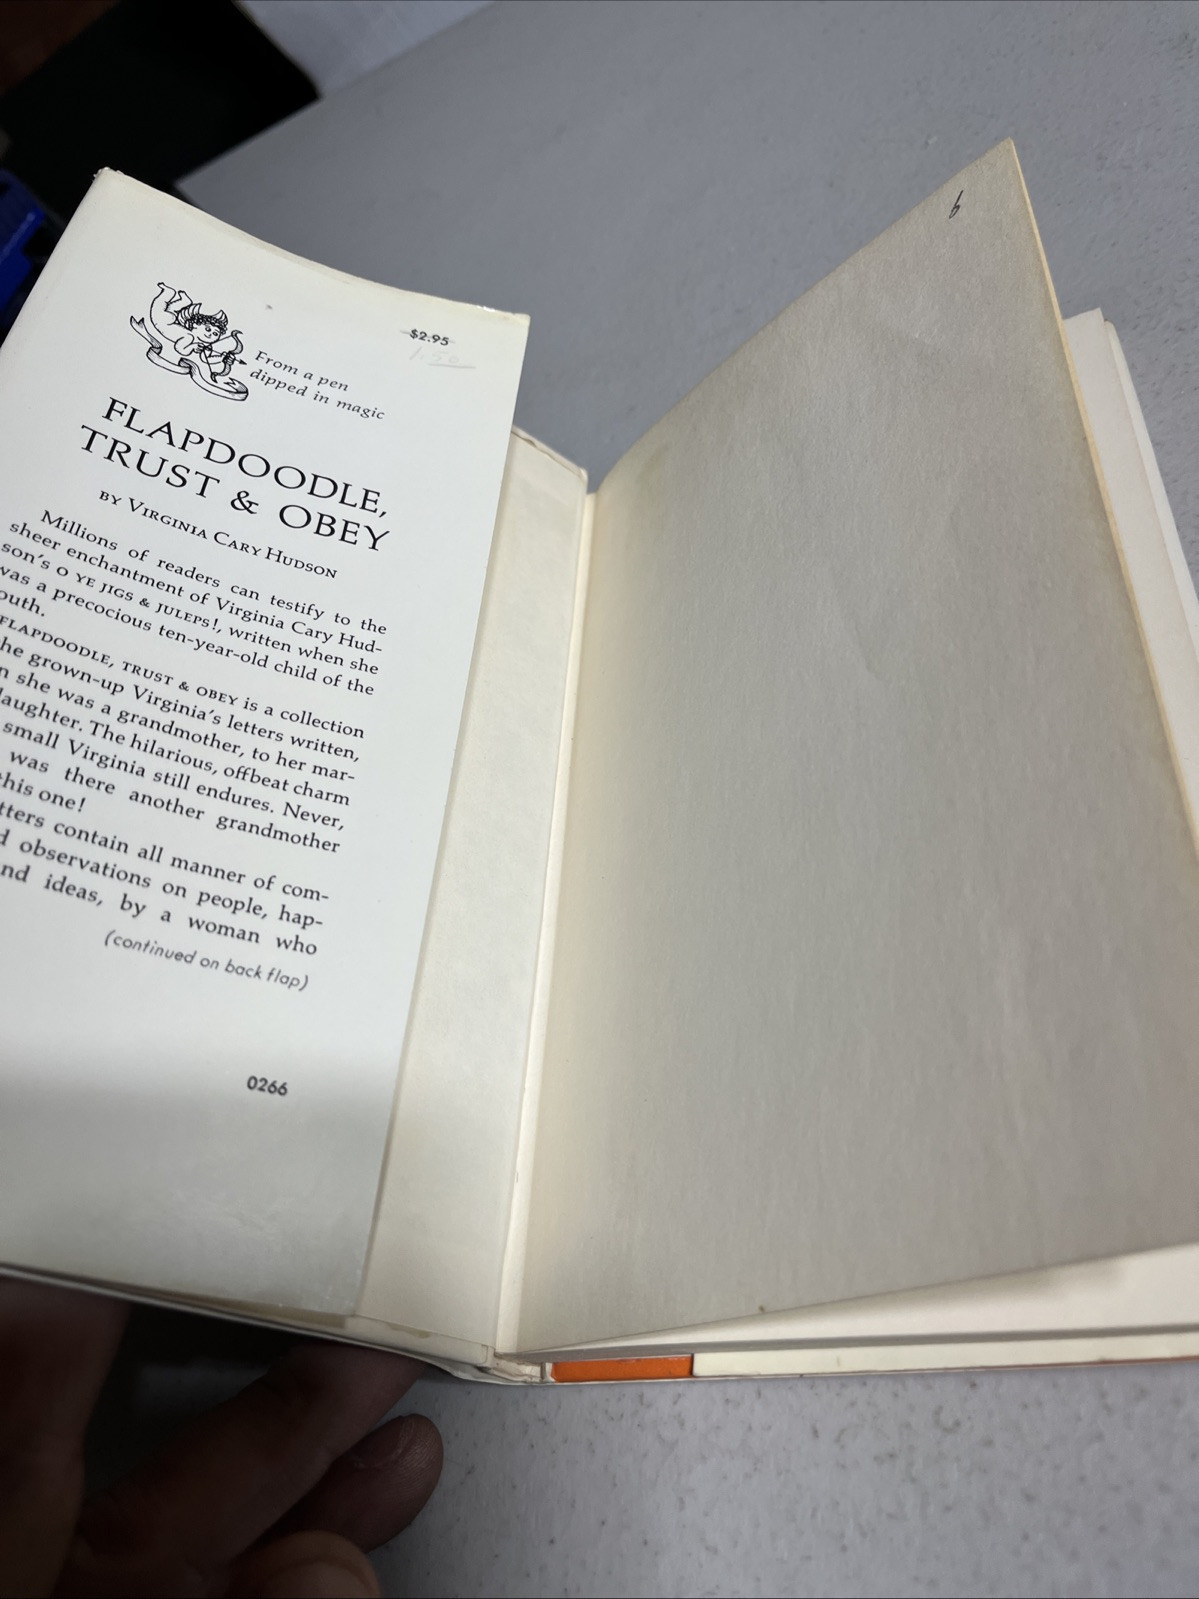 $2.95
1.50
From a pen
dipped in magic
FLAPDOODLE,
TRUST & OBEY
BY VIRGINIA CARY HUDSON
Millions of readers can testify to the
sheer enchantment of Virginia Cary Hud-
son's O YE JIGS & JULEPS!, written when she
was a precocious ten-year-old child of the
outh.
FLAPDOODLE, TRUST & OBEY is a collection
he grown-up Virginia's letters written,
n she was a grandmother, to her mar-
daughter. The hilarious, offbeat charm
small Virginia still endures. Never,
was there another grandmother
this one!
tters contain all manner of com-
d observations on people, hap-
nd ideas, by a woman who
(continued on back flap)
0266